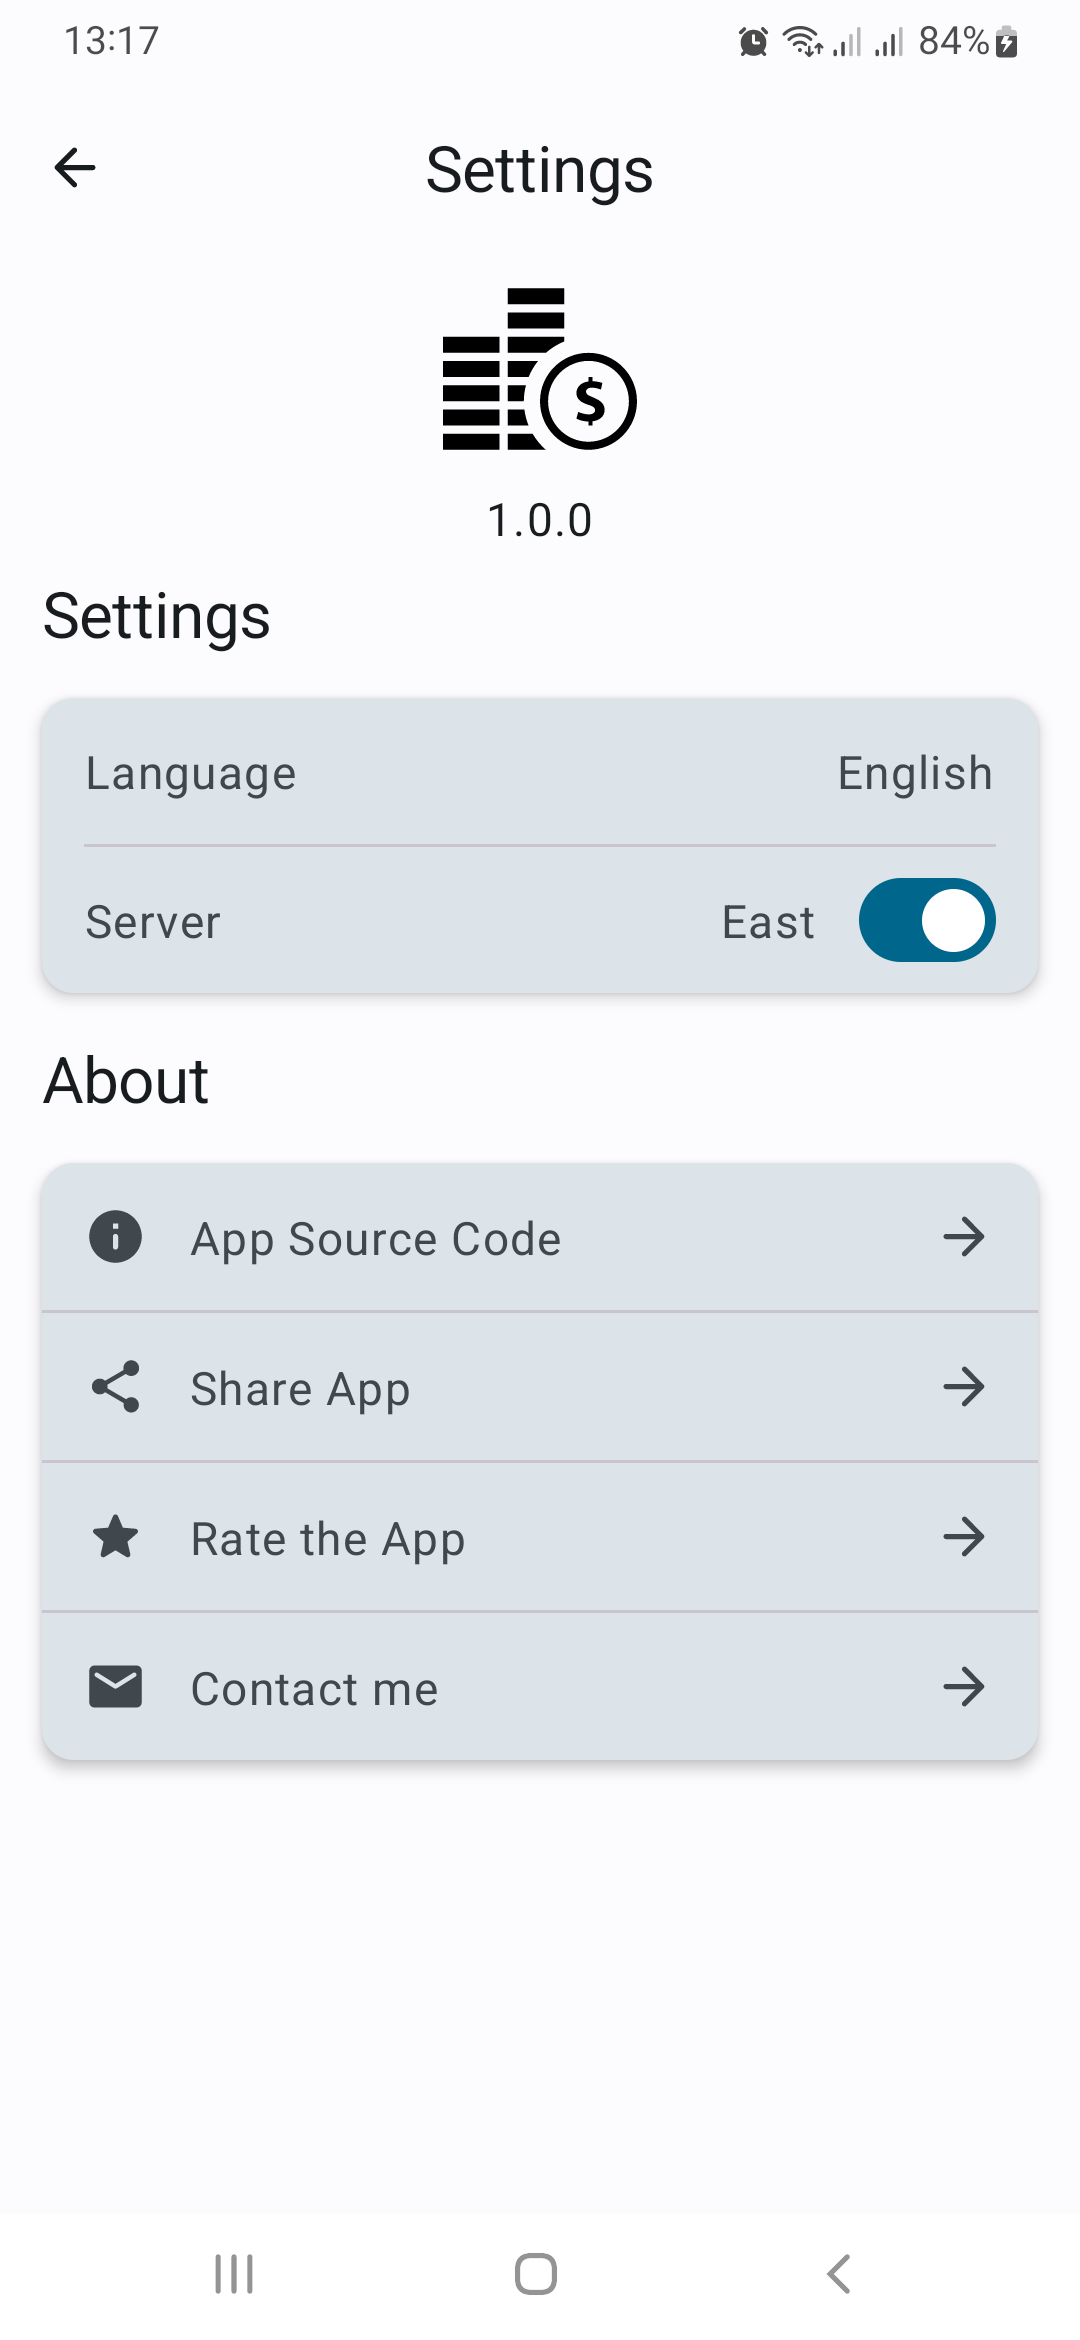 13:17 84%
Settings
$
1.0.0
Settings
Language English
Server East
About
App Source Code
Share App
Rate the App
Contact me